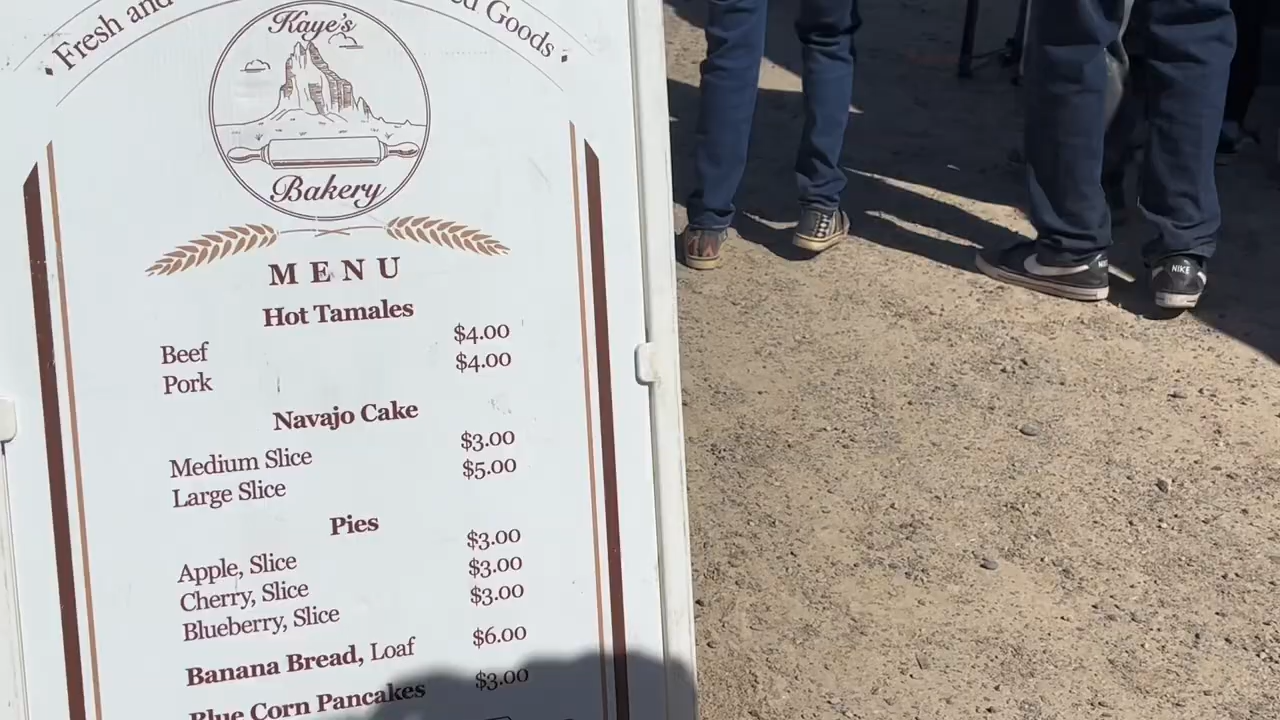 Fresh and
Goods
Kaye's
Bakery
MENU
Hot Tamales
Beef $4.00
Pork $4.00
Navajo Cake
Medium Slice $3.00
Large Slice $5.00
Pies
Apple, Slice $3.00
Cherry, Slice $3.00
Blueberry, Slice $3.00
Banana Bread, Loaf $6.00
Blue Corn Pancakes $3.00
NIKE